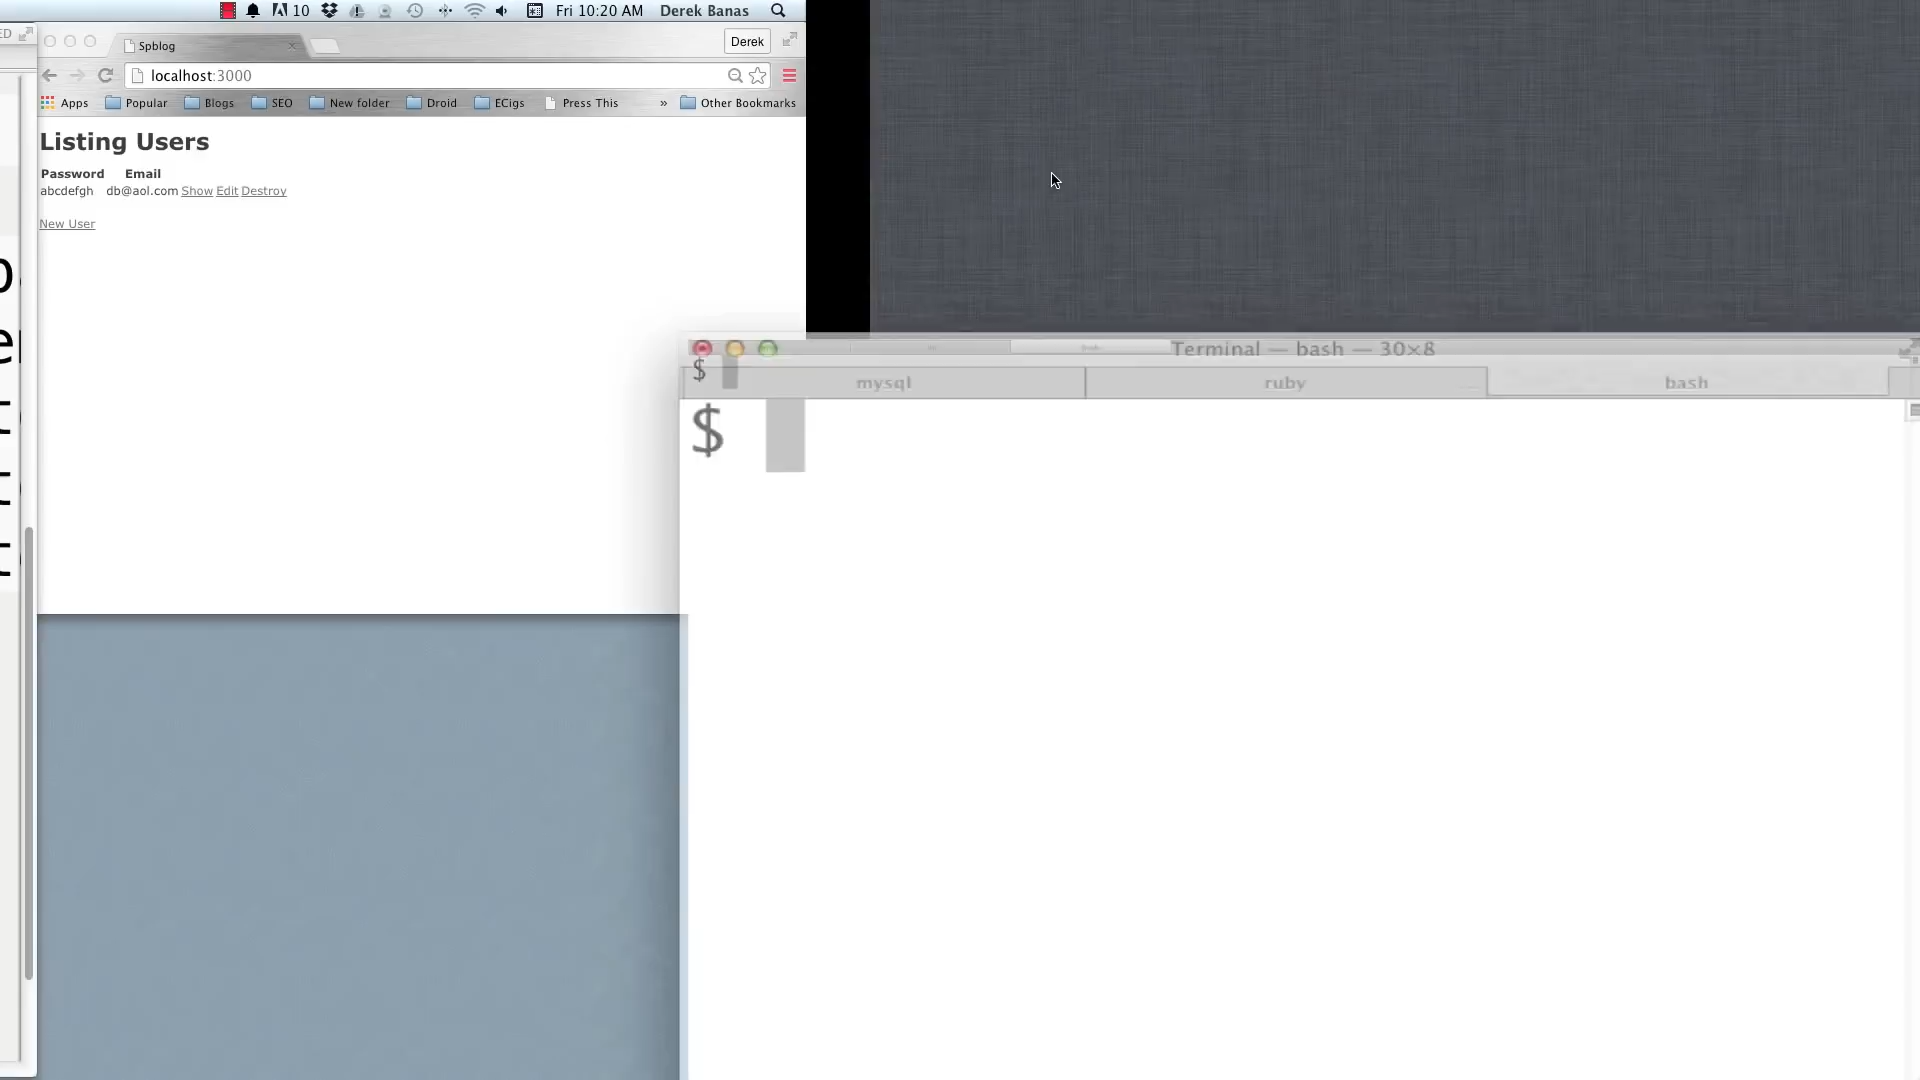 10 Fri 10:20 AM Derek Banas
ED
Spblog
Derek
localhost:3000
Apps Popular Blogs SEO New folder Droid ECigs Press This » Other Bookmarks
Listing Users
Password Email
abcdefgh db@aol.com Show Edit Destroy
New User
Terminal — bash — 30×8
$
mysql ruby bash
$